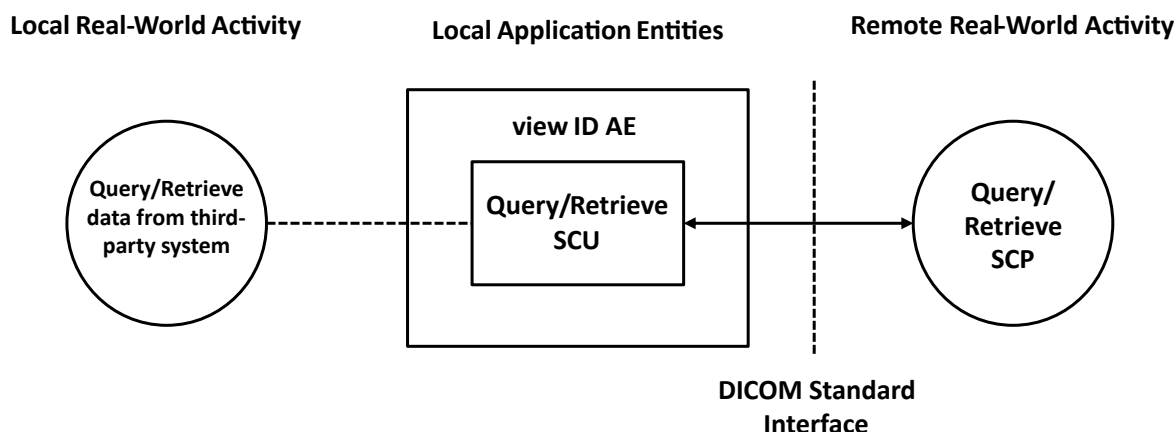 Local Real-World Activity
Local Application Entities
Remote Real-World Activity
view ID AE
Query/Retrieve
data from third-
party system
Query/Retrieve
SCU
Query/
Retrieve
SCP
DICOM Standard
Interface